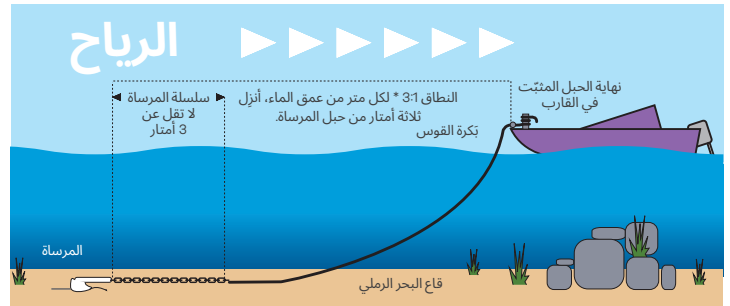 الرياح
نهاية الحبل المثبّت
في القارب
النطاق 3:1 * لكل متر من عمق الماء، أنزِل
ثلاثة أمتار من حبل المرساة.
بَكرة القوس
سلسلة المرساة
لا تقل عن
3 أمتار
المرساة
قاع البحر الرملي